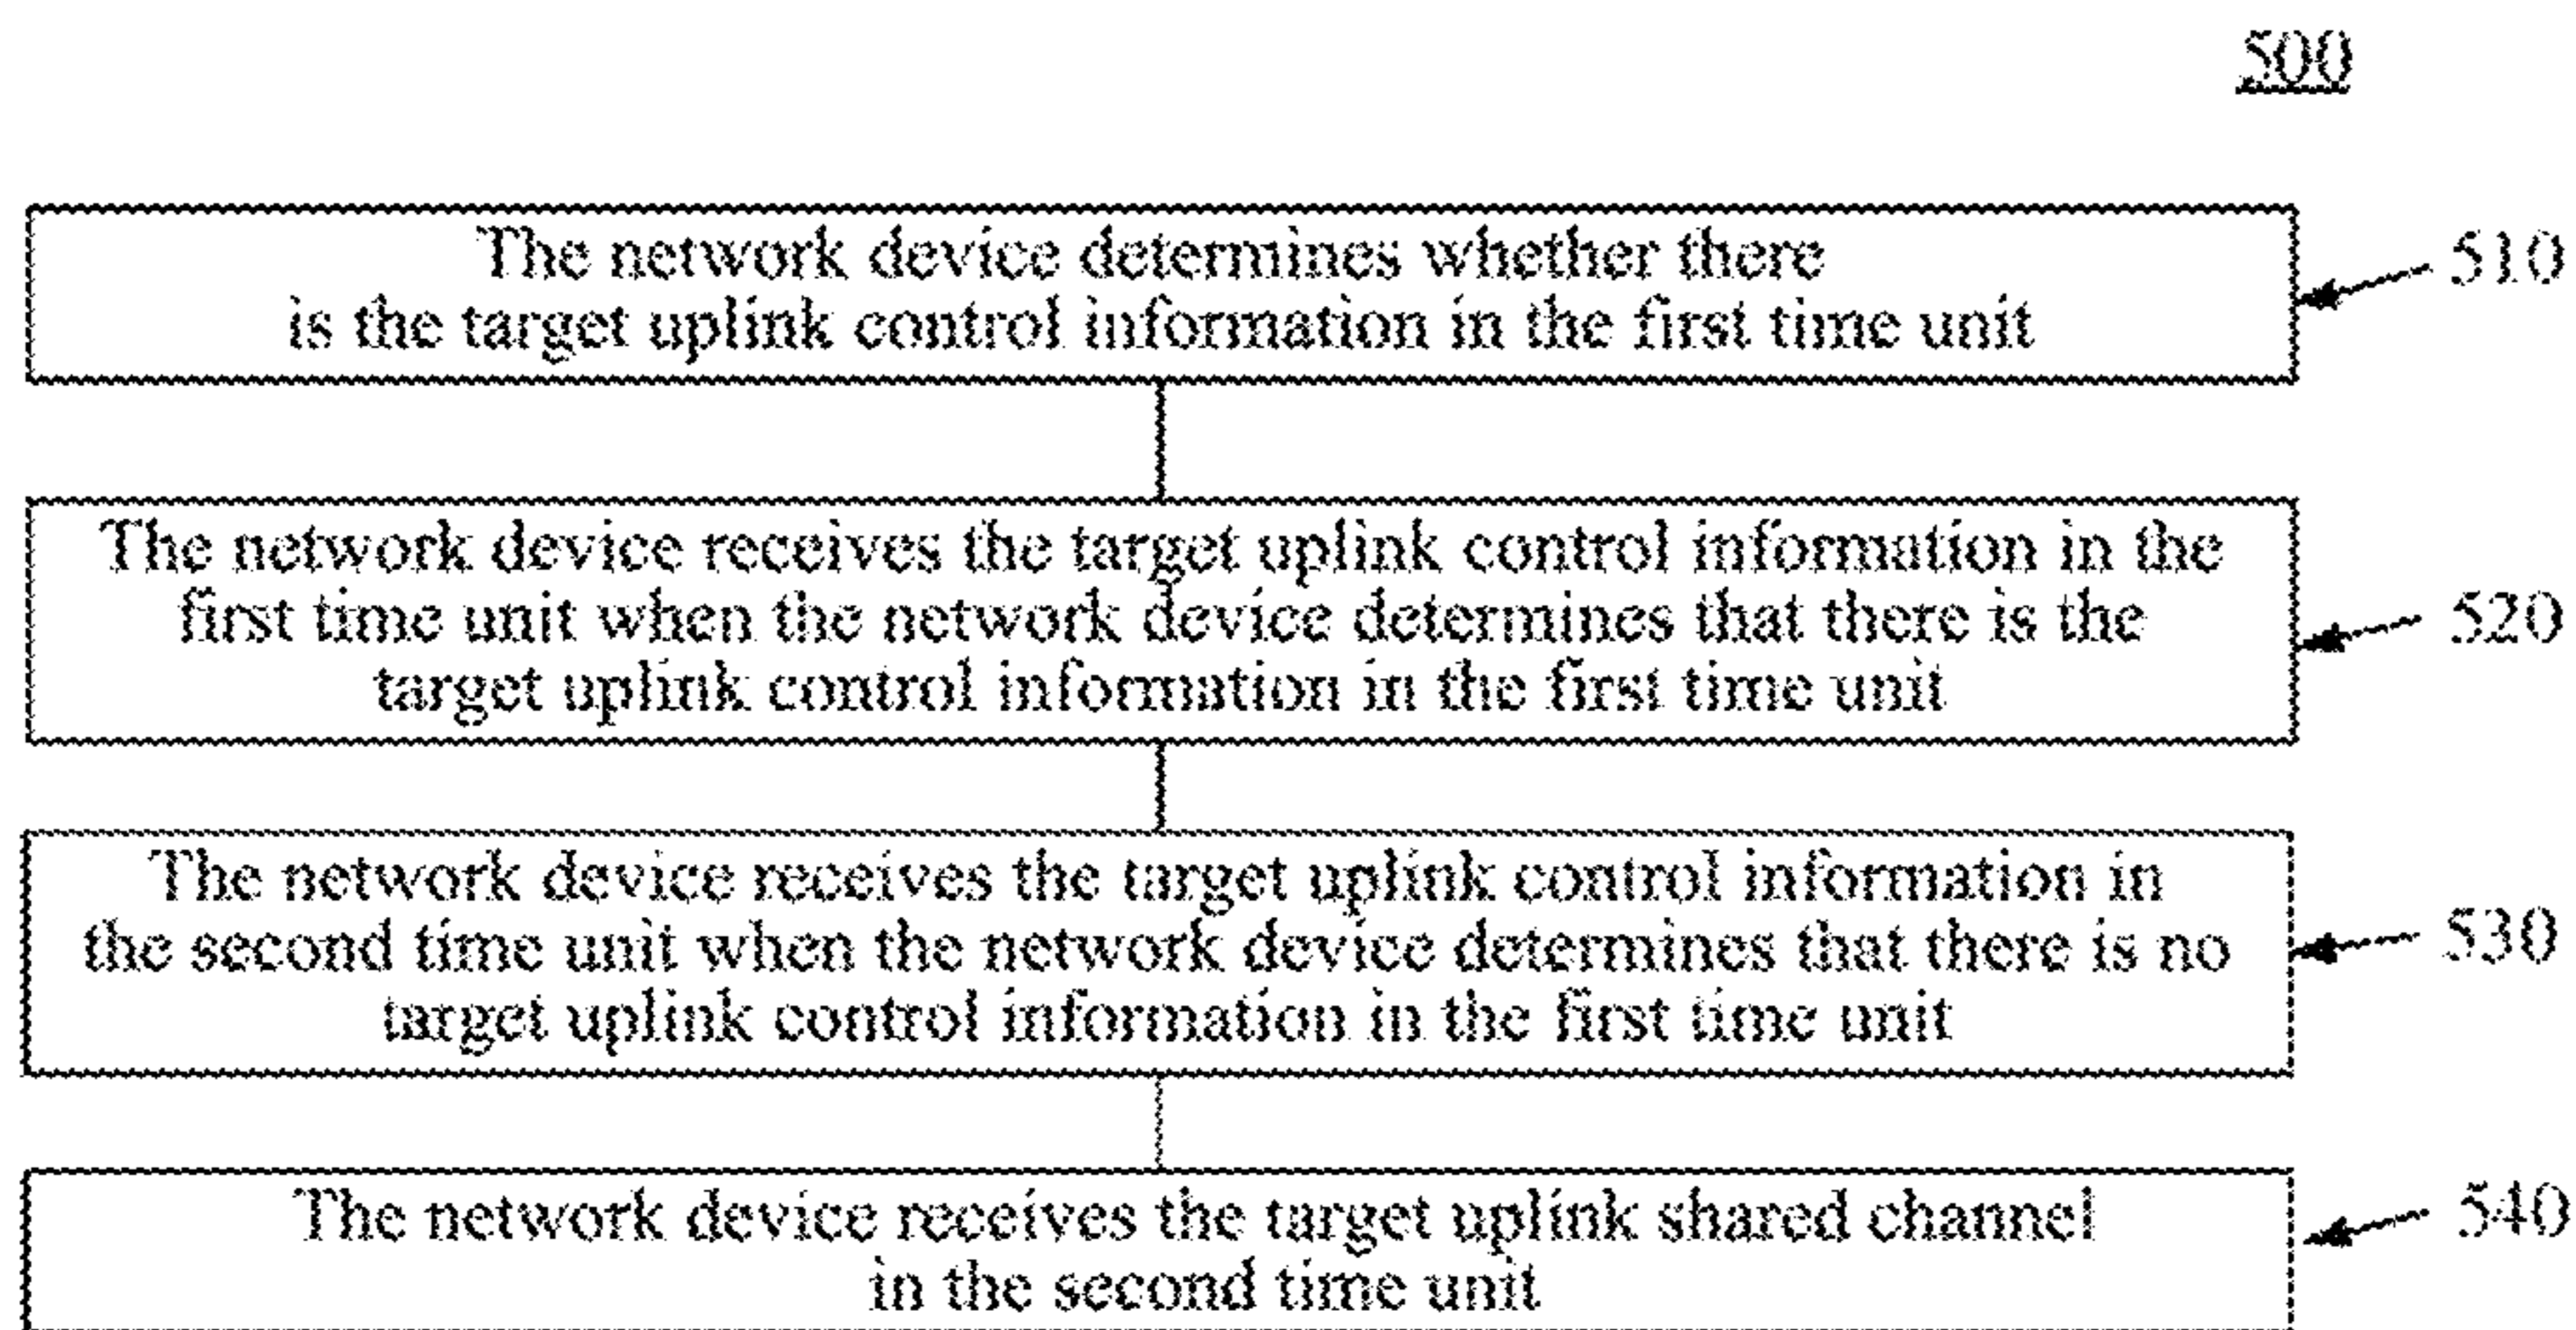 500
The network device determines whether there
is the target uplink control information in the first time unit
510
The network device receives the target uplink control information in the
first time unit when the network device determines that there is the
target uplink control information in the first time unit
520
The network device receives the target uplink control information in
the second time unit when the network device determines that there is no
target uplink control information in the first time unit
530
The network device receives the target uplink shared channel
in the second time unit
540